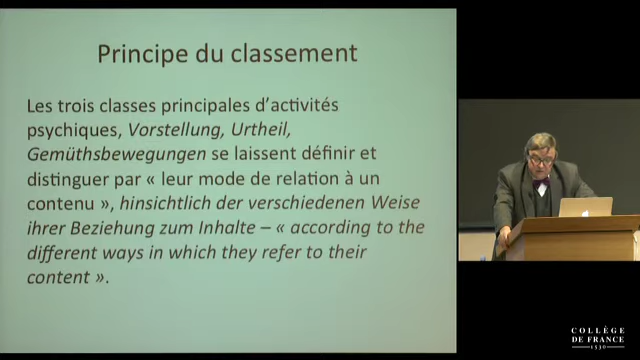 Principe du classement
Les trois classes principales d’activités
psychiques, Vorstellung, Urtheil,
Gemüthsbewegungen se laissent définir et
distinguer par « leur mode de relation à un
contenu », hinsichtlich der verschiedenen Weise
ihrer Beziehung zum Inhalte – « according to the
different ways in which they refer to their
content ».
COLLÈGE
DE FRANCE
1530